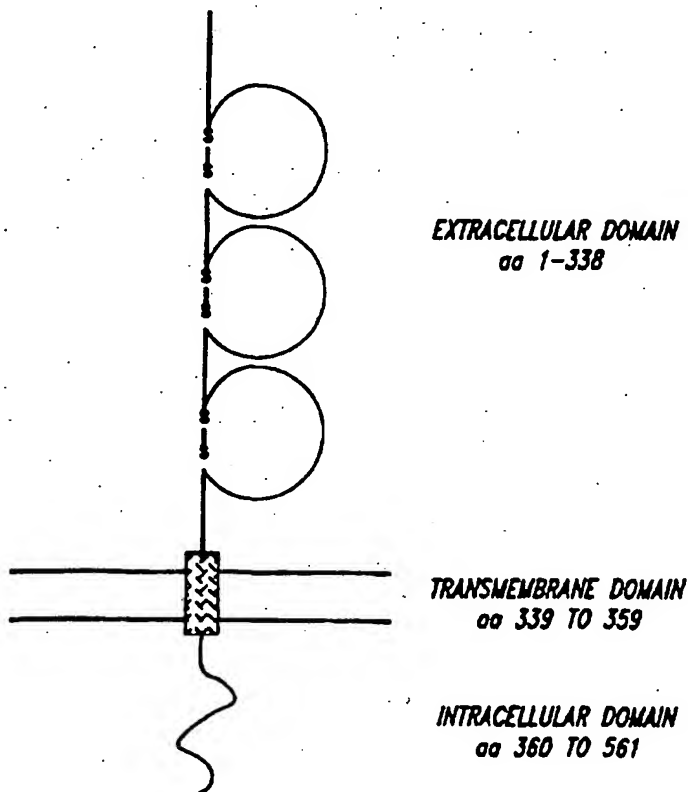 EXTRACELLULAR DOMAIN
aa 1-338
TRANSMEMBRANE DOMAIN
aa 339 TO 359
INTRACELLULAR DOMAIN
aa 360 TO 561